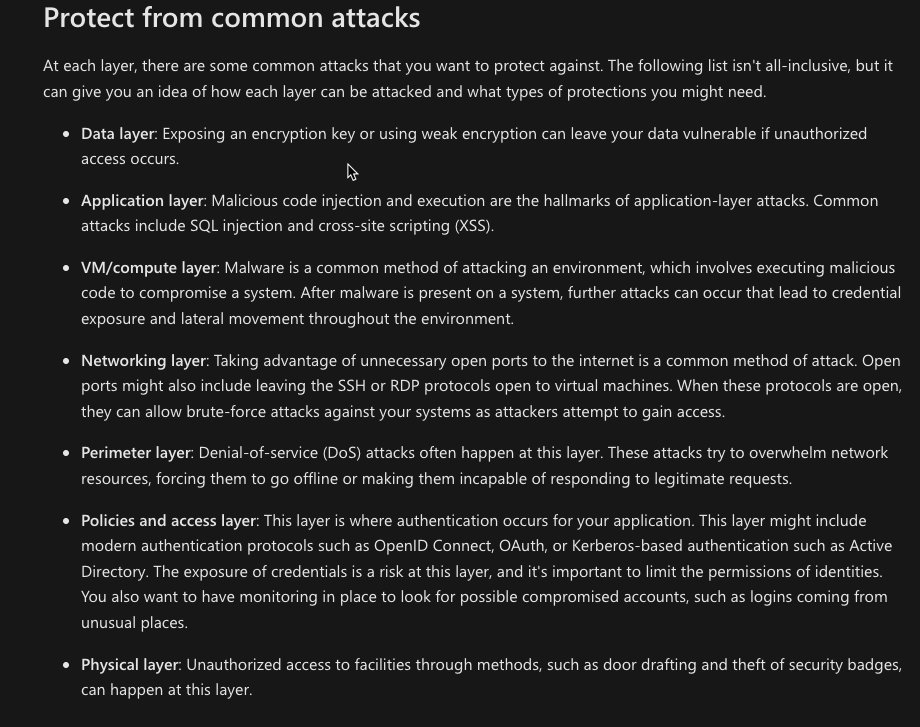 Protect from common attacks
At each layer, there are some common attacks that you want to protect against. The following list isn't all-inclusive, but it
can give you an idea of how each layer can be attacked and what types of protections you might need.
• Data layer: Exposing an encryption key or using weak encryption can leave your data vulnerable if unauthorized
access occurs.
• Application layer: Malicious code injection and execution are the hallmarks of application-layer attacks. Common
attacks include SQL injection and cross-site scripting (XSS).
• VM/compute layer: Malware is a common method of attacking an environment, which involves executing malicious
code to compromise a system. After malware is present on a system, further attacks can occur that lead to credential
exposure and lateral movement throughout the environment.
• Networking layer: Taking advantage of unnecessary open ports to the internet is a common method of attack. Open
ports might also include leaving the SSH or RDP protocols open to virtual machines. When these protocols are open,
they can allow brute-force attacks against your systems as attackers attempt to gain access.
• Perimeter layer: Denial-of-service (DoS) attacks often happen at this layer. These attacks try to overwhelm network
resources, forcing them to go offline or making them incapable of responding to legitimate requests.
• Policies and access layer: This layer is where authentication occurs for your application. This layer might include
modern authentication protocols such as OpenID Connect, OAuth, or Kerberos-based authentication such as Active
Directory. The exposure of credentials is a risk at this layer, and it's important to limit the permissions of identities.
You also want to have monitoring in place to look for possible compromised accounts, such as logins coming from
unusual places.
• Physical layer: Unauthorized access to facilities through methods, such as door drafting and theft of security badges,
can happen at this layer.